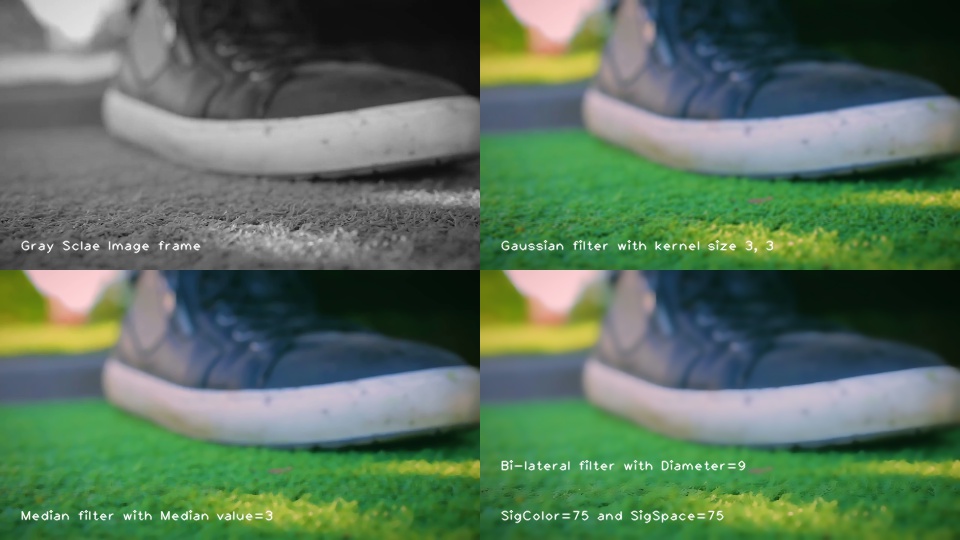 Gray Sclae Image frame
Gaussian filter with kernel size 3, 3
Median filter with Median value=3
Bi-lateral filter with Diameter=9
SigColor=75 and SigSpace=75